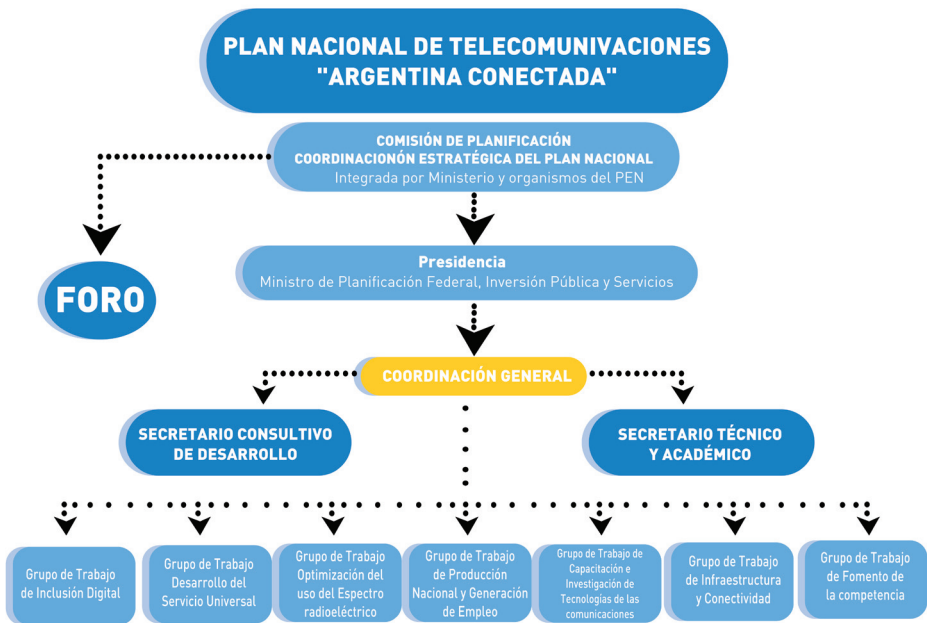 PLAN NACIONAL DE TELECOMUNIVACIONES
"ARGENTINA CONECTADA"
COMISIÓN DE PLANIFICACIÓN
COORDINACIONÓN ESTRATÉGICA DEL PLAN NACIONAL
Integrada por Ministerio y organismos del PEN
FORO
Presidencia
Ministro de Planificación Federal, Inversión Pública y Servicios
COORDINACIÓN GENERAL
SECRETARIO CONSULTIVO
DE DESARROLLO
SECRETARIO TÉCNICO
Y ACADÉMICO
Grupo de Trabajo
de Inclusión Digital
Grupo de Trabajo
Desarrollo del
Servicio Universal
Grupo de Trabajo
Optimización del
uso del Espectro
radioeléctrico
Grupo de Trabajo
de Producción
Nacional y Generación
de Empleo
Grupo de Trabajo de
Capacitación e
Investigación de
Tecnologías de las
comunicaciones
Grupo de Trabajo
de Infraestructura
y Conectividad
Grupo de Trabajo
de Fomento de
la competencia